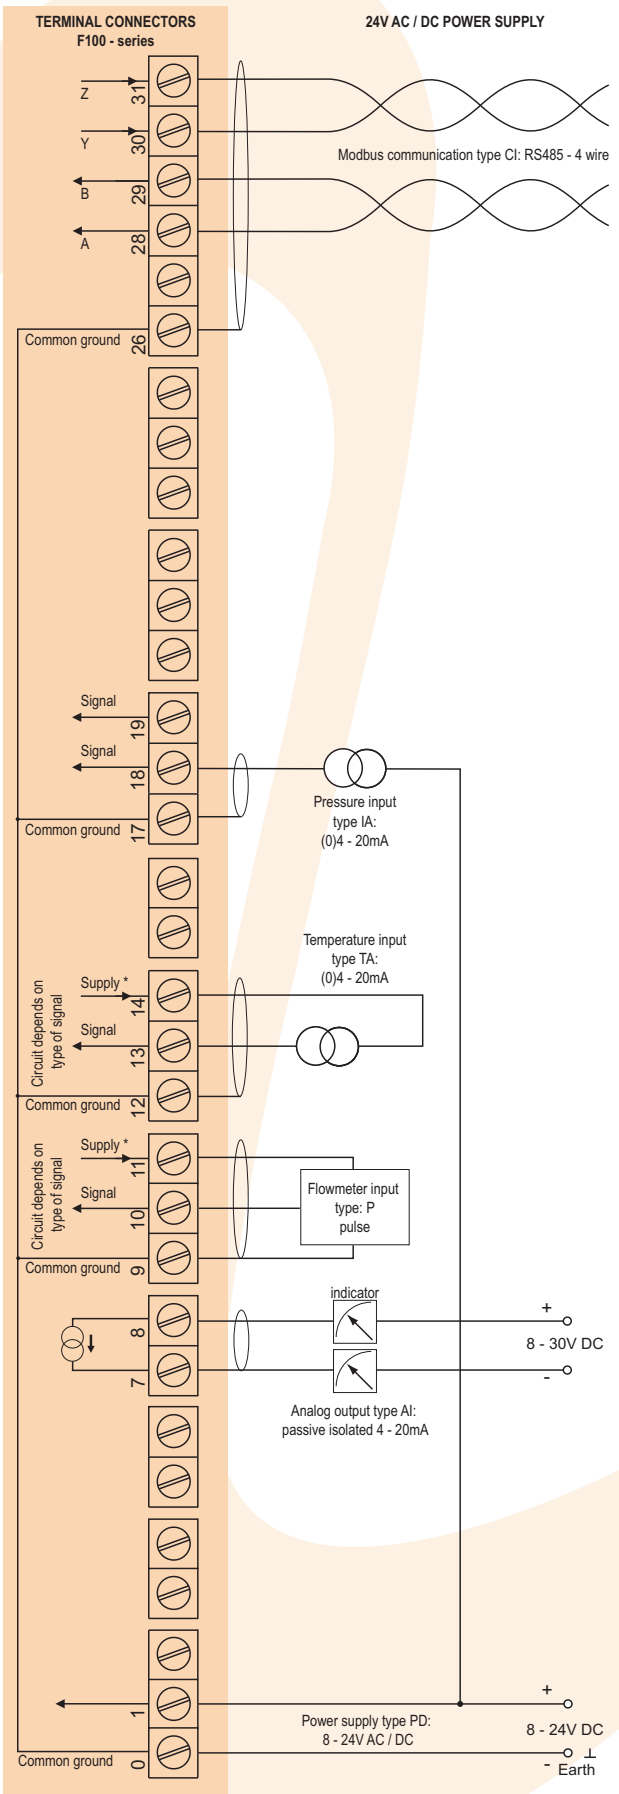 TERMINAL CONNECTORS
F100 - series
24V AC / DC POWER SUPPLY
Z
31
Y
30
Modbus communication type CI: RS485 - 4 wire
B
29
A
28
Common ground
26
Signal
19
Signal
18
Pressure input
type IA:
(0)4 - 20mA
Common ground
17
Temperature input
type TA:
(0)4 - 20mA
Circuit depends on
type of signal
Supply *
14
Signal
13
Common ground
12
Circuit depends on
type of signal
Supply *
11
Signal
10
Flowmeter input
type: P
pulse
Common ground
9
indicator
8
+
8 - 30V DC
7
-
Analog output type AI:
passive isolated 4 - 20mA
1
+
Power supply type PD:
8 - 24V AC / DC
8 - 24V DC
Common ground
0
-
Earth